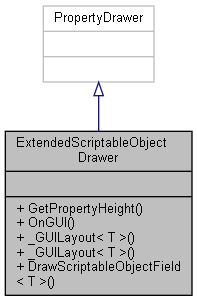 PropertyDrawer
ExtendedScriptableObject
Drawer
+ GetPropertyHeight()
+ OnGUI()
+ _GUILayout< T >()
+ _GUILayout< T >()
+ DrawScriptableObjectField
< T >()